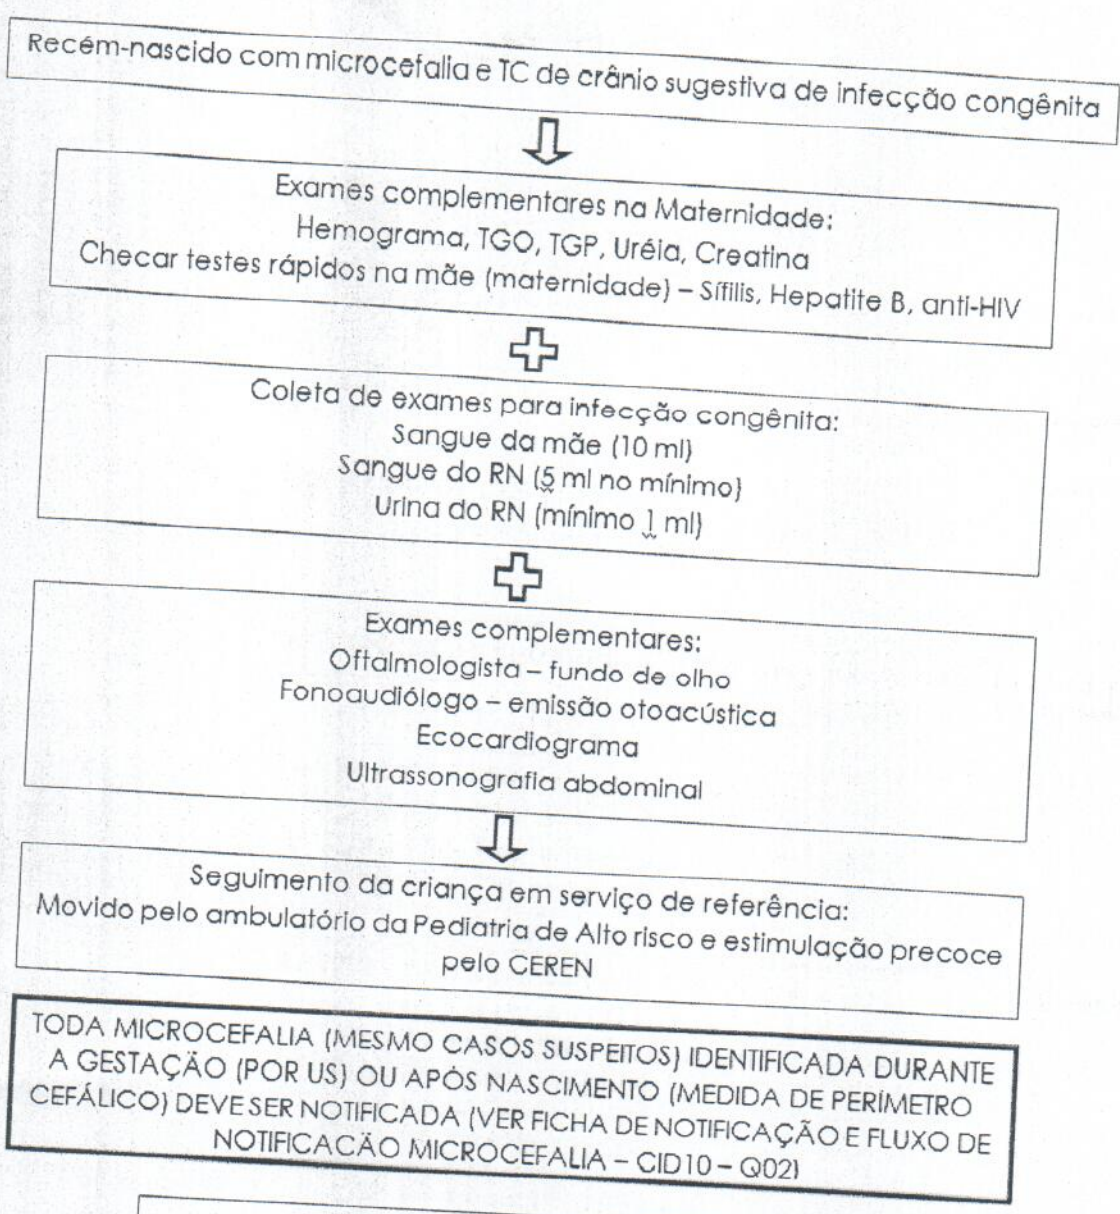 Recém-nascido com microcefalia e TC de crânio sugestiva de infecção congênita
Exames complementares na Maternidade:
Hemograma, TGO, TGP, Uréia, Creatina
Checar testes rápidos na mãe (maternidade) – Sífilis, Hepatite B, anti-HIV
Coleta de exames para infecção congênita:
Sangue da mãe (10 ml)
Sangue do RN (5 ml no mínimo)
Urina do RN (mínimo 1 ml)
Exames complementares:
Oftalmologista – fundo de olho
Fonoaudiólogo – emissão otoacústica
Ecocardiograma
Ultrassonografia abdominal
Seguimento da criança em serviço de referência:
Movido pelo ambulatório da Pediatria de Alto risco e estimulação precoce
pelo CEREN
TODA MICROCEFALIA (MESMO CASOS SUSPEITOS) IDENTIFICADA DURANTE
A GESTAÇÃO (POR US) OU APÓS NASCIMENTO (MEDIDA DE PERÍMETRO
CEFÁLICO) DEVE SER NOTIFICADA (VER FICHA DE NOTIFICAÇÃO E FLUXO DE
NOTIFICACÃO MICROCEFALIA – CID10 – Q02)